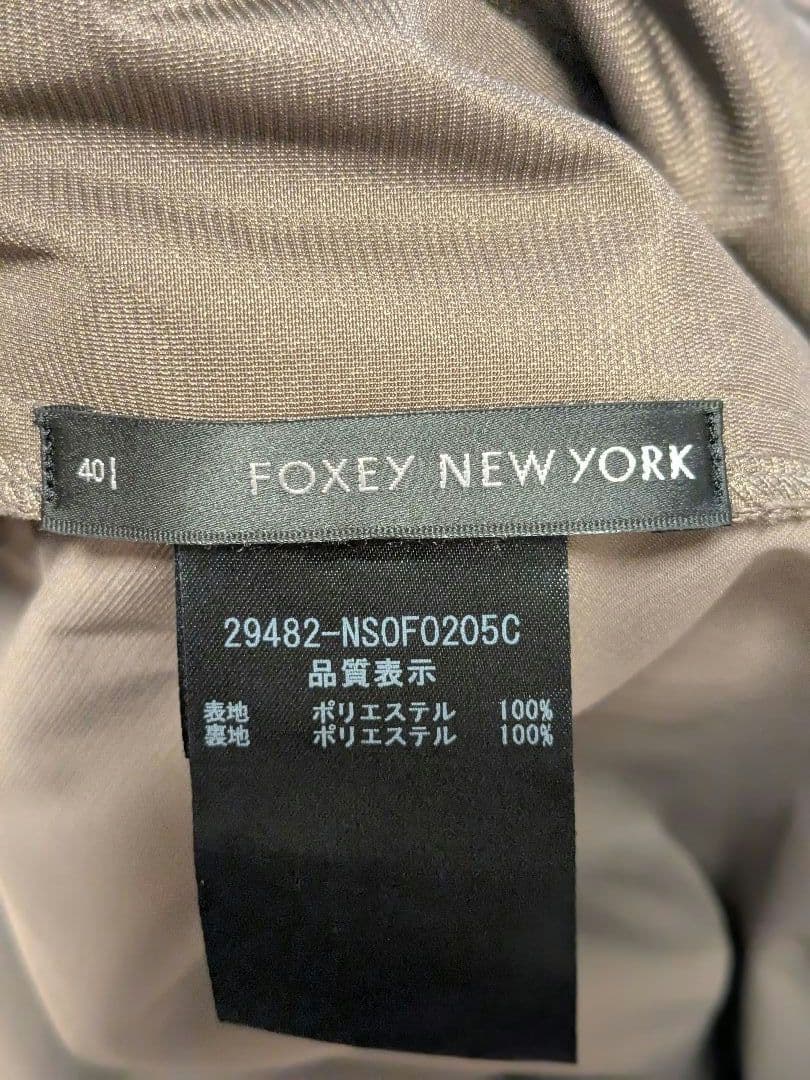 40
FOXEY NEW YORK
29482-NSOF0205C
品質表示
表地 ポリエステル 100%
裏地 ポリエステル 100%